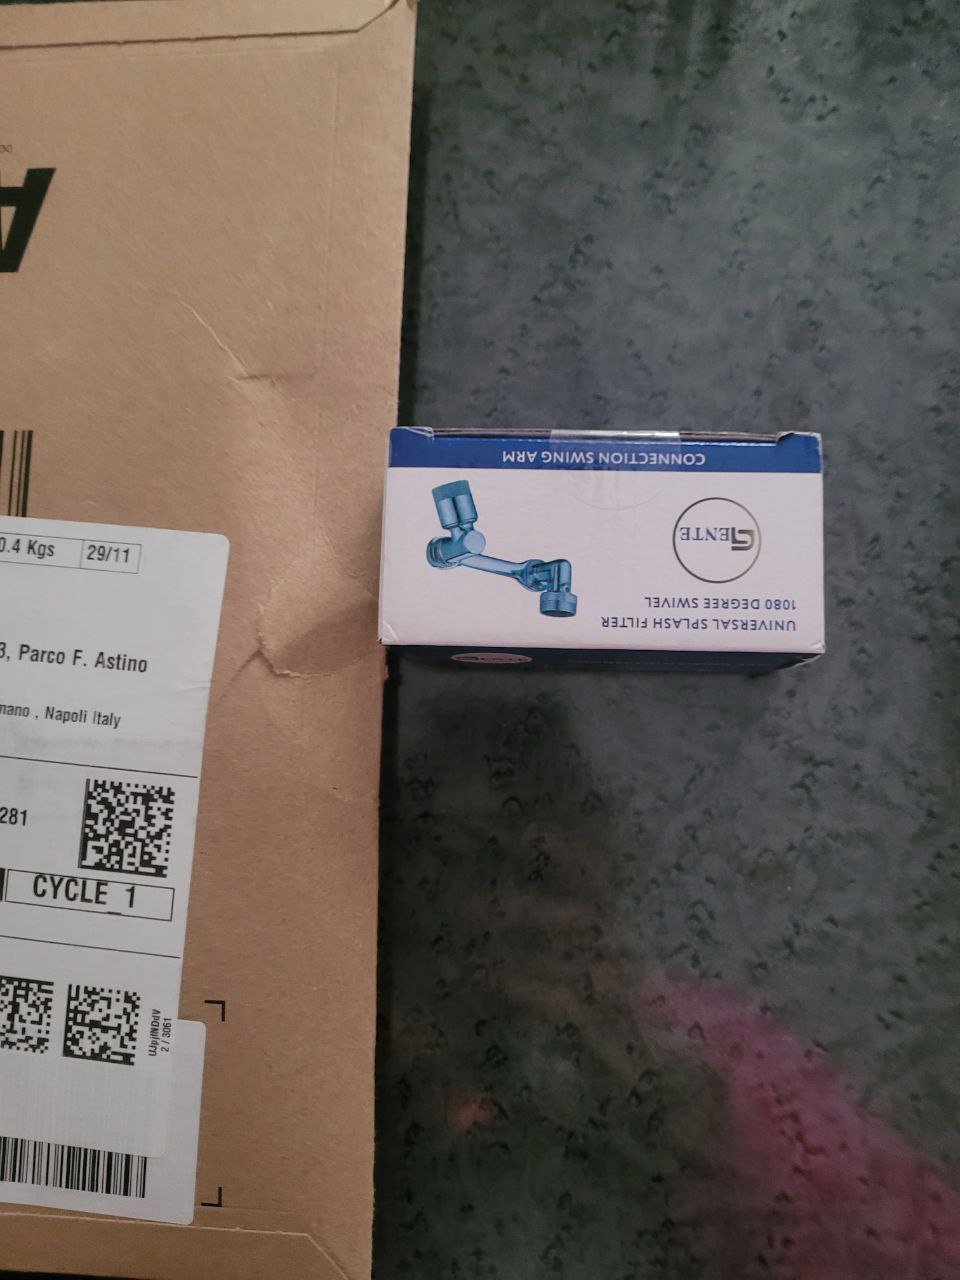 0.4 Kgs
29/11
3, Parco F. Astino
mano , Napoli Italy
281
CYCLE_1
UJpjfNDdV
2 / 3061
CONNECTION SWING ARM
GENTE
UNIVERSAL SPLASH FILTER
1080 DEGREE SWIVEL